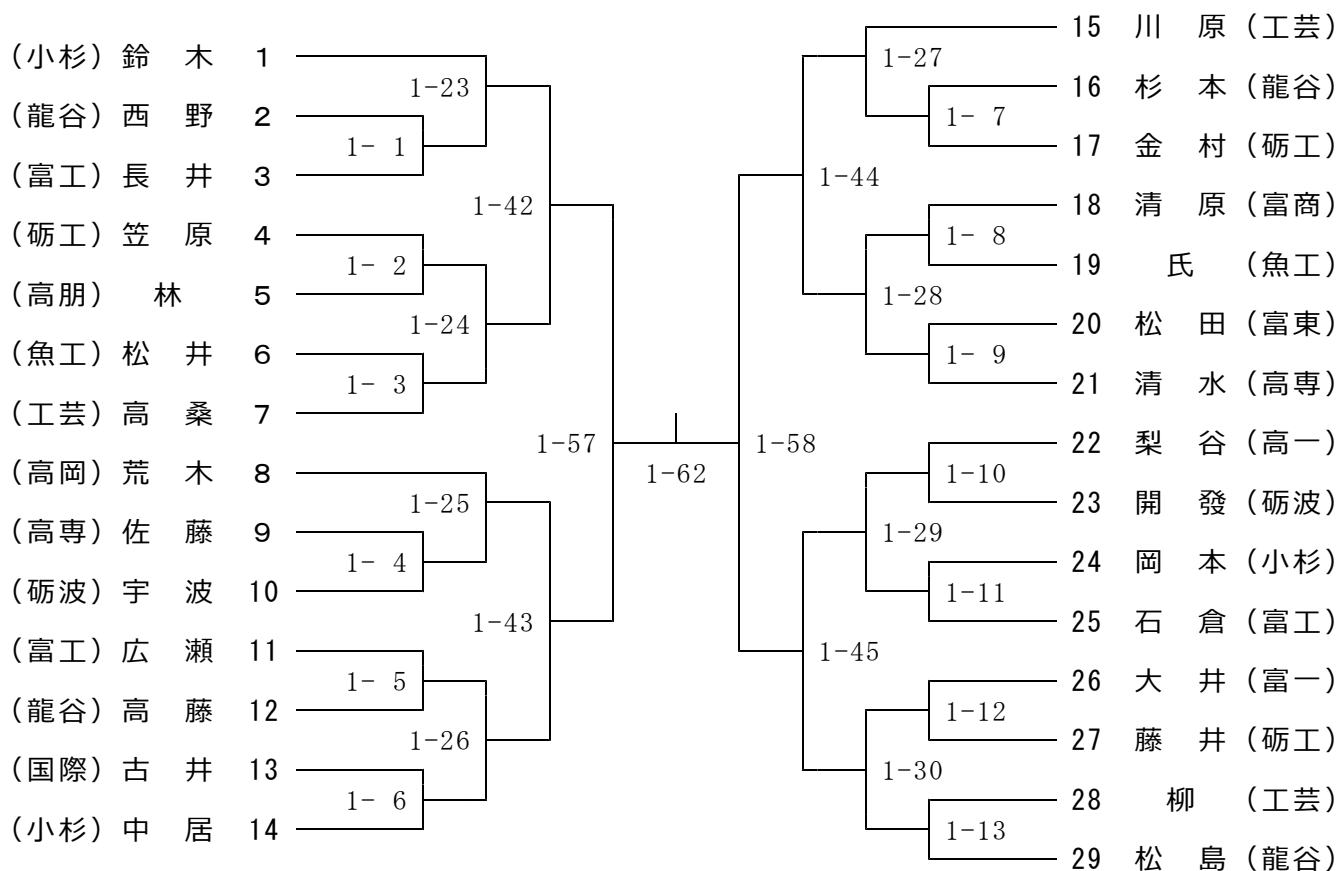 (小杉) 鈴 木 1
(龍谷) 西 野 2
(富工) 長 井 3
(砺工) 笠 原 4
(高朋) 林 5
(魚工) 松 井 6
(工芸) 高 桑 7
(高岡) 荒 木 8
(高専) 佐 藤 9
(砺波) 宇 波 10
(富工) 広 瀬 11
(龍谷) 高 藤 12
(国際) 古 井 13
(小杉) 中 居 14
1- 1
1- 2
1- 3
1- 4
1- 5
1- 6
1-23
1-24
1-25
1-26
1-42
1-43
1-57
1-62
1-58
1-44
1-45
1-27
1-28
1-29
1-30
1- 7
1- 8
1- 9
1-10
1-11
1-12
1-13
15 川 原 (工芸)
16 杉 本 (龍谷)
17 金 村 (砺工)
18 清 原 (富商)
19 氏 (魚工)
20 松 田 (富東)
21 清 水 (高専)
22 梨 谷 (高一)
23 開 發 (砺波)
24 岡 本 (小杉)
25 石 倉 (富工)
26 大 井 (富一)
27 藤 井 (砺工)
28 柳 (工芸)
29 松 島 (龍谷)